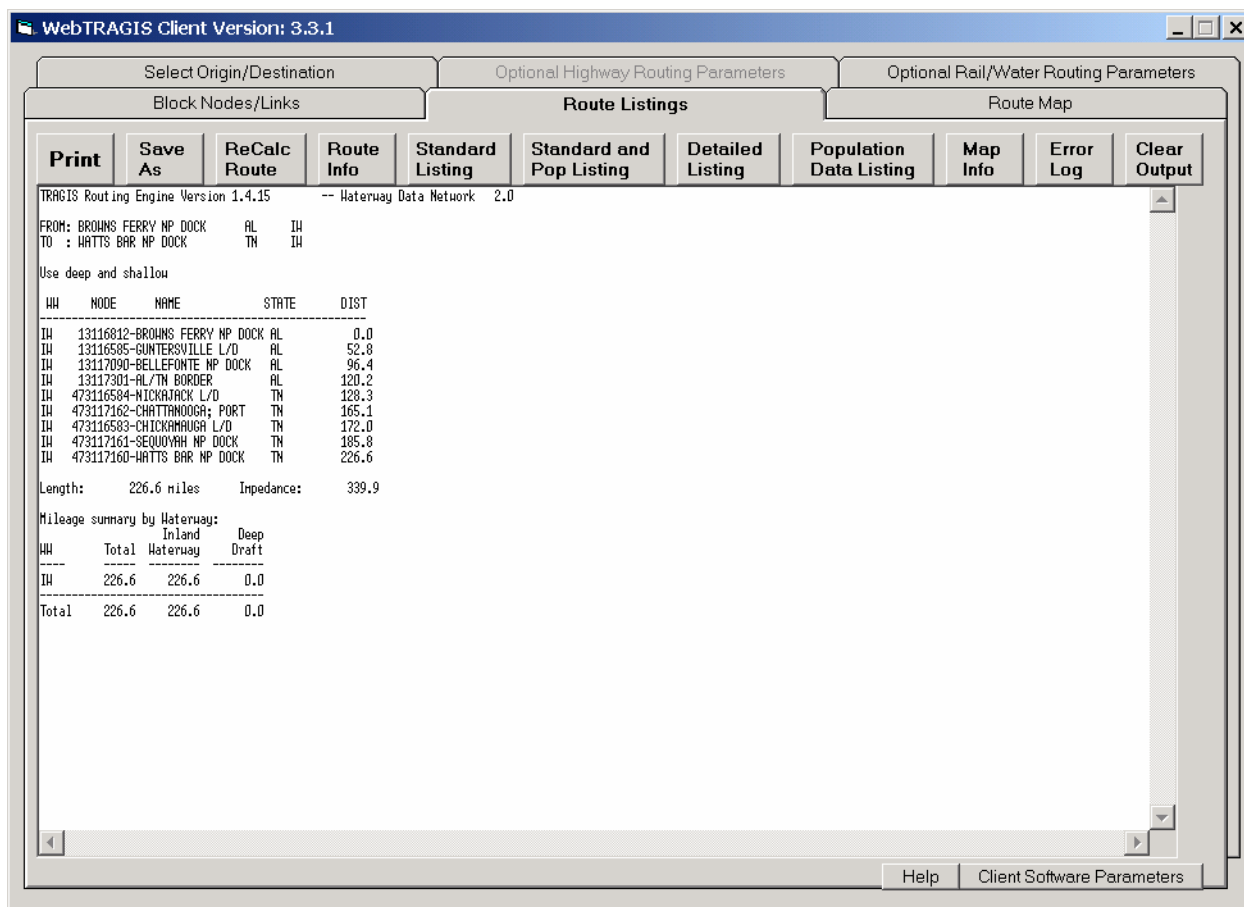 WebTRAGIS Client Version: 3.3.1
Select Origin/Destination Optional Highway Routing Parameters Optional Rail/Water Routing Parameters
Block Nodes/Links Route Listings Route Map
Print Save As ReCalc Route Route Info Standard Listing Standard and Pop Listing Detailed Listing Population Data Listing Map Info Error Log Clear Output
TRAGIS Routing Engine Version 1.4.15 -- Waterway Data Network 2.0
FROM: BROWNS FERRY NP DOCK AL IW
TO : WATTS BAR NP DOCK TN IW
Use deep and shallow
WW NODE NAME STATE DIST
----------------------------------------------------
IW 13116812-BROWNS FERRY NP DOCK AL 0.0
IW 13116585-GUNTERSVILLE L/D AL 52.8
IW 13117090-BELLEFONTE NP DOCK AL 96.4
IW 13117301-AL/TN BORDER AL 120.2
IW 473116584-NICKAJACK L/D TN 128.3
IW 473117162-CHATTANOOGA; PORT TN 165.1
IW 473116583-CHICKAMAUGA L/D TN 172.0
IW 473117161-SEQUOYAH NP DOCK TN 185.8
IW 473117160-WATTS BAR NP DOCK TN 226.6
Length: 226.6 miles Impedance: 339.9
Mileage summary by Waterway:
Inland Deep
WW Total Waterway Draft
---- ----- -------- --------
IW 226.6 226.6 0.0
------------------------------------
Total 226.6 226.6 0.0
Help Client Software Parameters